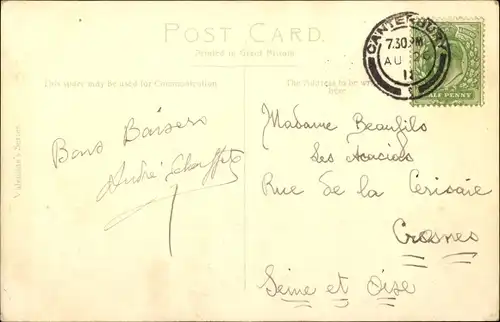 POST CARD.
Printed in Great Britain
This space may be used for Communication
The Address to be written here
CANTERBURY
7.30 PM
AU
HALF PENNY
Valentine's Series
Bons Baisers
André
Madame Beaufils
Les Acacias
Rue de la Cerisaie
Crosnes
Seine et Oise